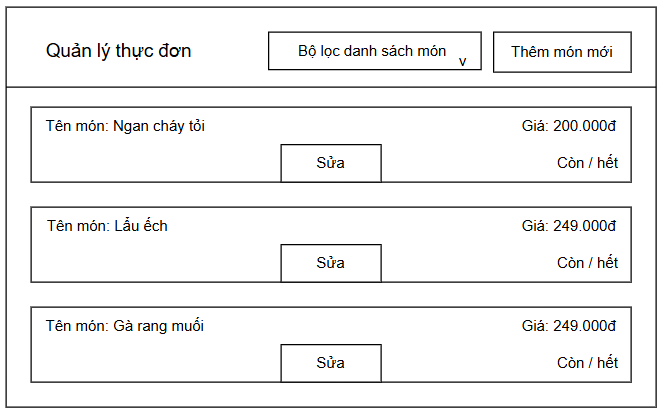 Quản lý thực đơn
Bộ lọc danh sách món
v
Thêm món mới
Tên món: Ngan cháy tỏi
Giá: 200.000đ
Sửa
Còn / hết
Tên món: Lẩu ếch
Giá: 249.000đ
Sửa
Còn / hết
Tên món: Gà rang muối
Giá: 249.000đ
Sửa
Còn / hết